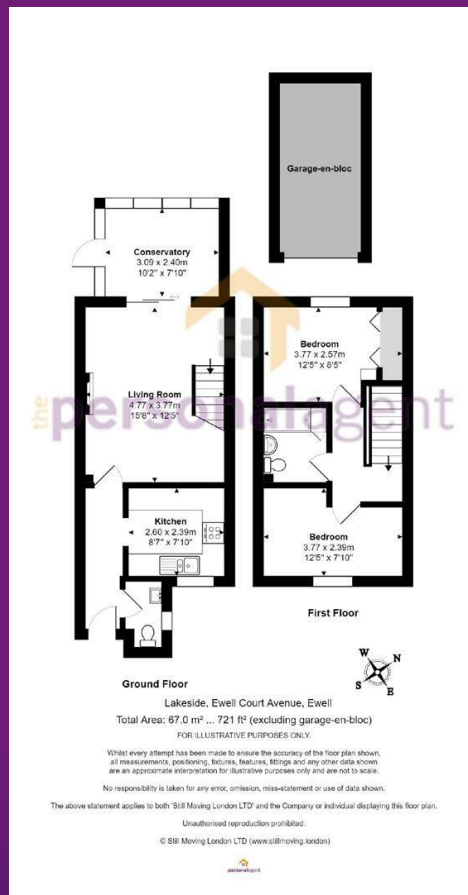 Garage-en-bloc
Conservatory
3.09 x 2.40m
10'2" x 7'10"
Living Room
4.77 x 3.77m
15'8" x 12'5"
Bedroom
3.77 x 2.57m
12'5" x 8'5"
the personal agent
Kitchen
2.60 x 2.39m
8'7" x 7'10"
Bedroom
3.77 x 2.39m
12'5" x 7'10"
First Floor
Ground Floor
W
N
S
E
Lakeside, Ewell Court Avenue, Ewell
Total Area: 67.0 m² ... 721 ft² (excluding garage-en-bloc)
FOR ILLUSTRATIVE PURPOSES ONLY.
Whilst every attempt has been made to ensure the accuracy of the floor plan shown,
all measurements, positioning, fixtures, features, fittings and any other data shown
are an approximate interpretation for illustrative purposes only and are not to scale.
No responsibility is taken for any error, omission, miss-statement or use of data shown.
The above statement applies to both 'Still Moving London LTD' and the Company or individual displaying this floor plan.
Unauthorised reproduction prohibited.
© Still Moving London LTD (www.stillmoving.london)
personalagent